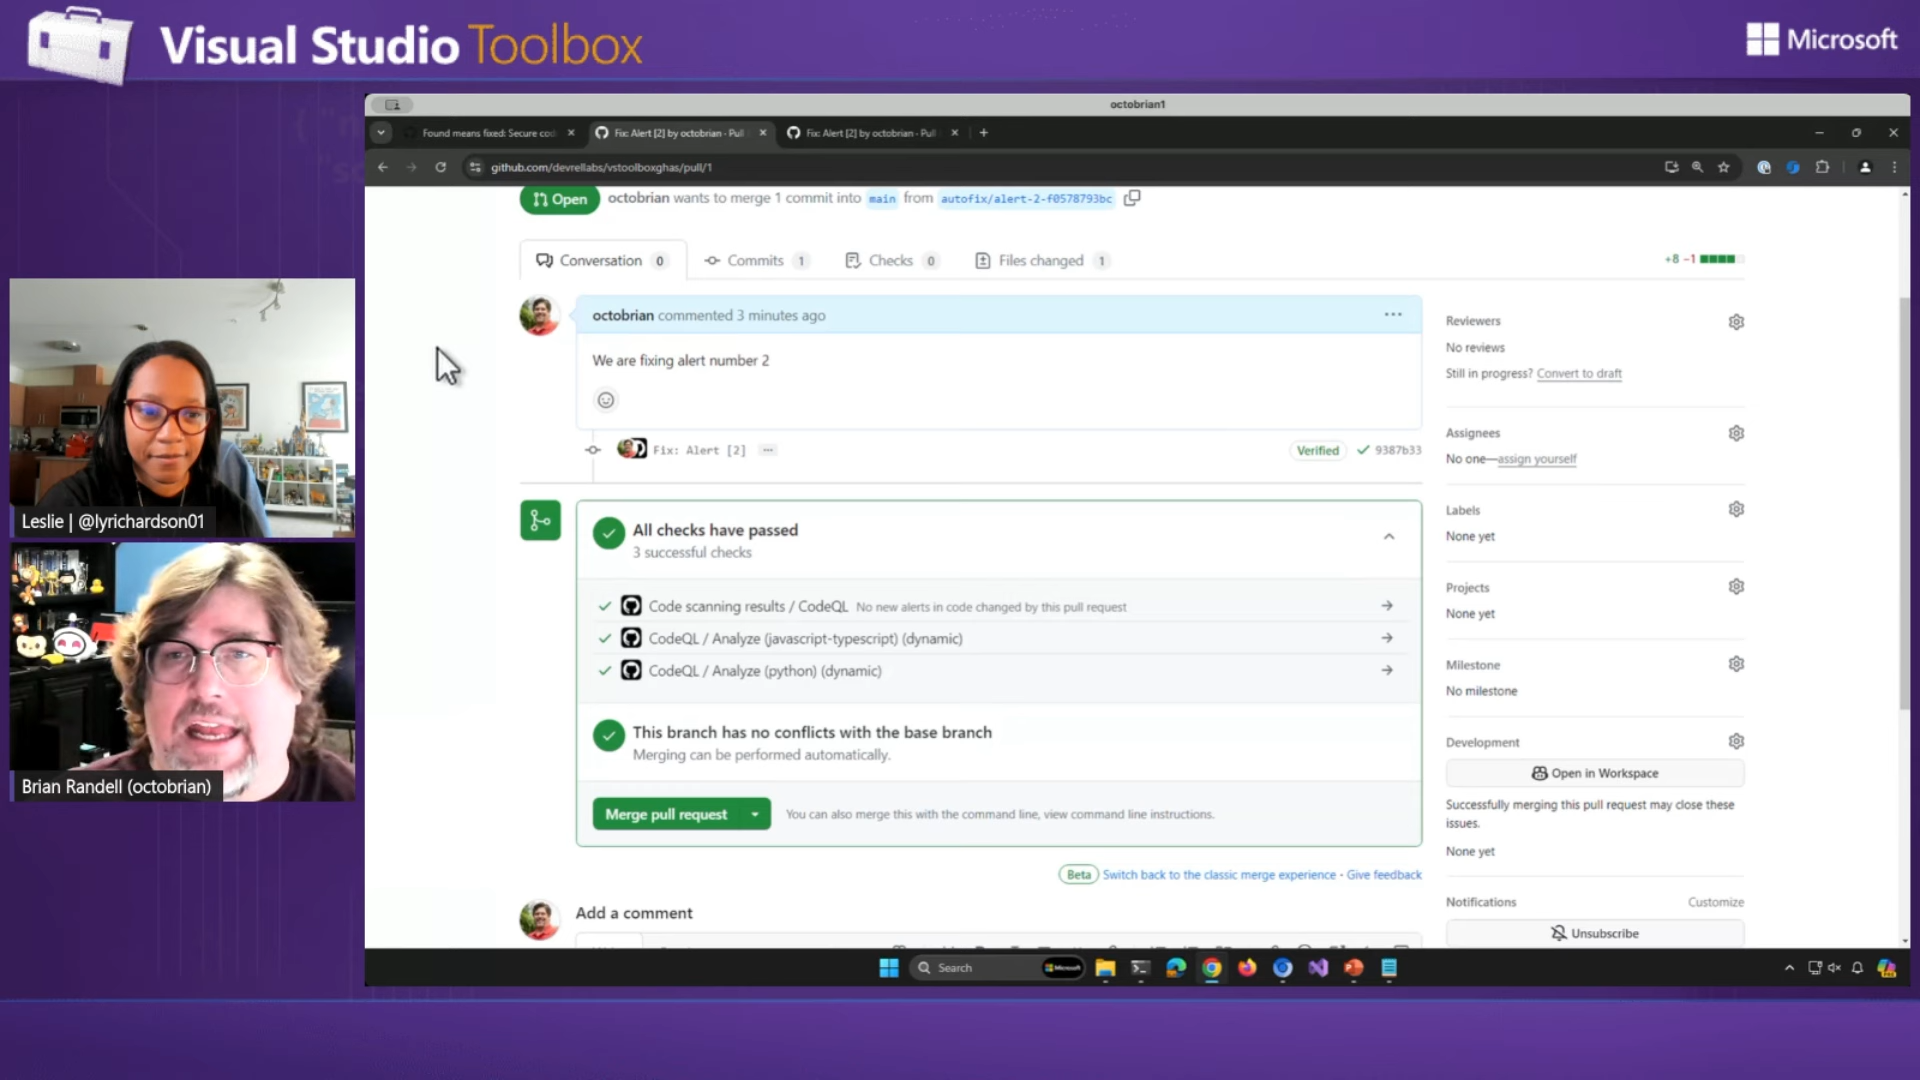 Visual Studio Toolbox
Microsoft
octobrian1
Found means fixed: Secure cod
Fix: Alert [2] by octobrian · Pull
Fix: Alert [2] by octobrian · Pull
github.com/devrellabs/vstoolboxghas/pull/1
Open
octobrian wants to merge 1 commit into main from autofix/alert-2-f0578793bc
Conversation 0
Commits 1
Checks 0
Files changed 1
+8 −1
octobrian commented 3 minutes ago
We are fixing alert number 2
Fix: Alert [2]
Verified
9387b33
All checks have passed
3 successful checks
Code scanning results / CodeQL No new alerts in code changed by this pull request
CodeQL / Analyze (javascript-typescript) (dynamic)
CodeQL / Analyze (python) (dynamic)
This branch has no conflicts with the base branch
Merging can be performed automatically.
Merge pull request
You can also merge this with the command line, view command line instructions.
Beta Switch back to the classic merge experience · Give feedback
Add a comment
Reviewers
No reviews
Still in progress? Convert to draft
Assignees
No one—assign yourself
Labels
None yet
Projects
None yet
Milestone
No milestone
Development
Open in Workspace
Successfully merging this pull request may close these
issues.
None yet
Notifications
Customize
Unsubscribe
Leslie | @lyrichardson01
Brian Randell (octobrian)
Search
Microsoft